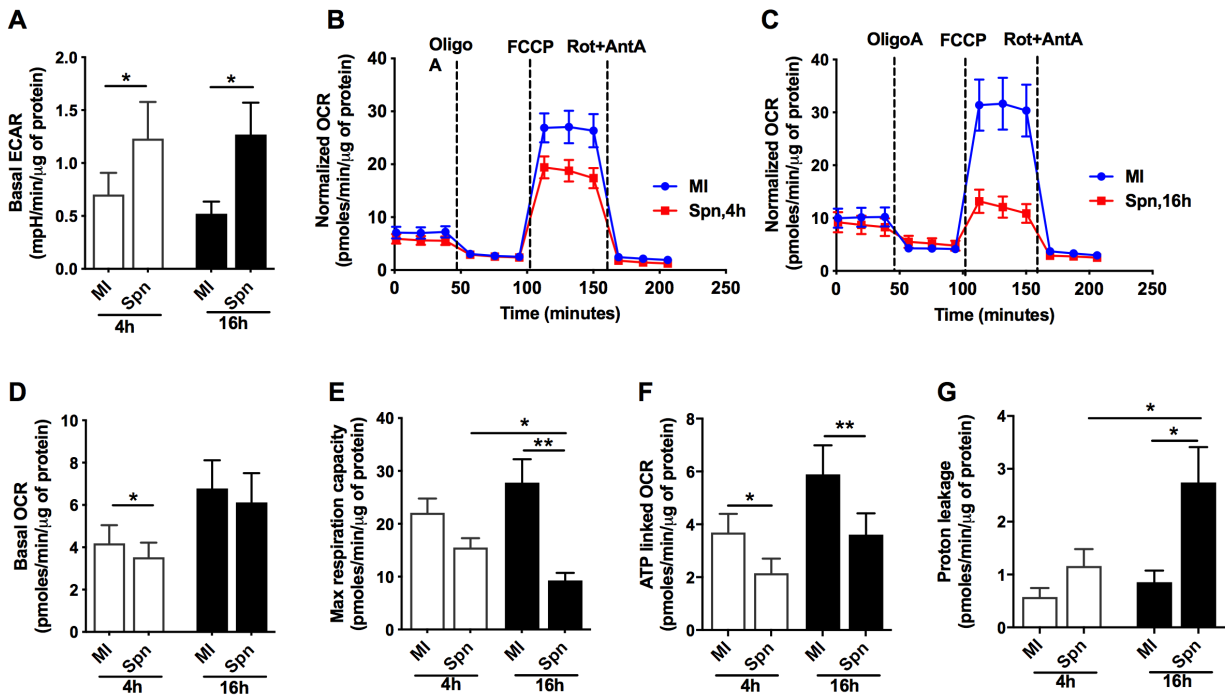 A
Basal ECAR
(mpH/min/μg of protein)
2.0
1.5
1.0
0.5
0.0
*
*
MI
Spn
MI
Spn
4h
16h
B
Oligo
A
FCCP
Rot+AntA
Normalized OCR
(pmoles/min/μg of protein)
40
30
20
10
0
MI
Spn,4h
0
50
100
150
200
250
Time (minutes)
C
OligoA
FCCP
Rot+AntA
Normalized OCR
(pmoles/min/μg of protein)
40
30
20
10
0
MI
Spn,16h
0
50
100
150
200
250
Time (minutes)
D
Basal OCR
(pmoles/min/μg of protein)
10
8
6
4
2
0
*
MI
Spn
MI
Spn
4h
16h
E
Max respiration capacity
(pmoles/min/μg of protein)
40
30
20
10
0
*
**
MI
Spn
MI
Spn
4h
16h
F
ATP linked OCR
(pmoles/min/μg of protein)
8
6
4
2
0
*
**
MI
Spn
MI
Spn
4h
16h
G
Proton leakage
(pmoles/min/μg of protein)
4
3
2
1
0
*
*
MI
Spn
MI
Spn
4h
16h